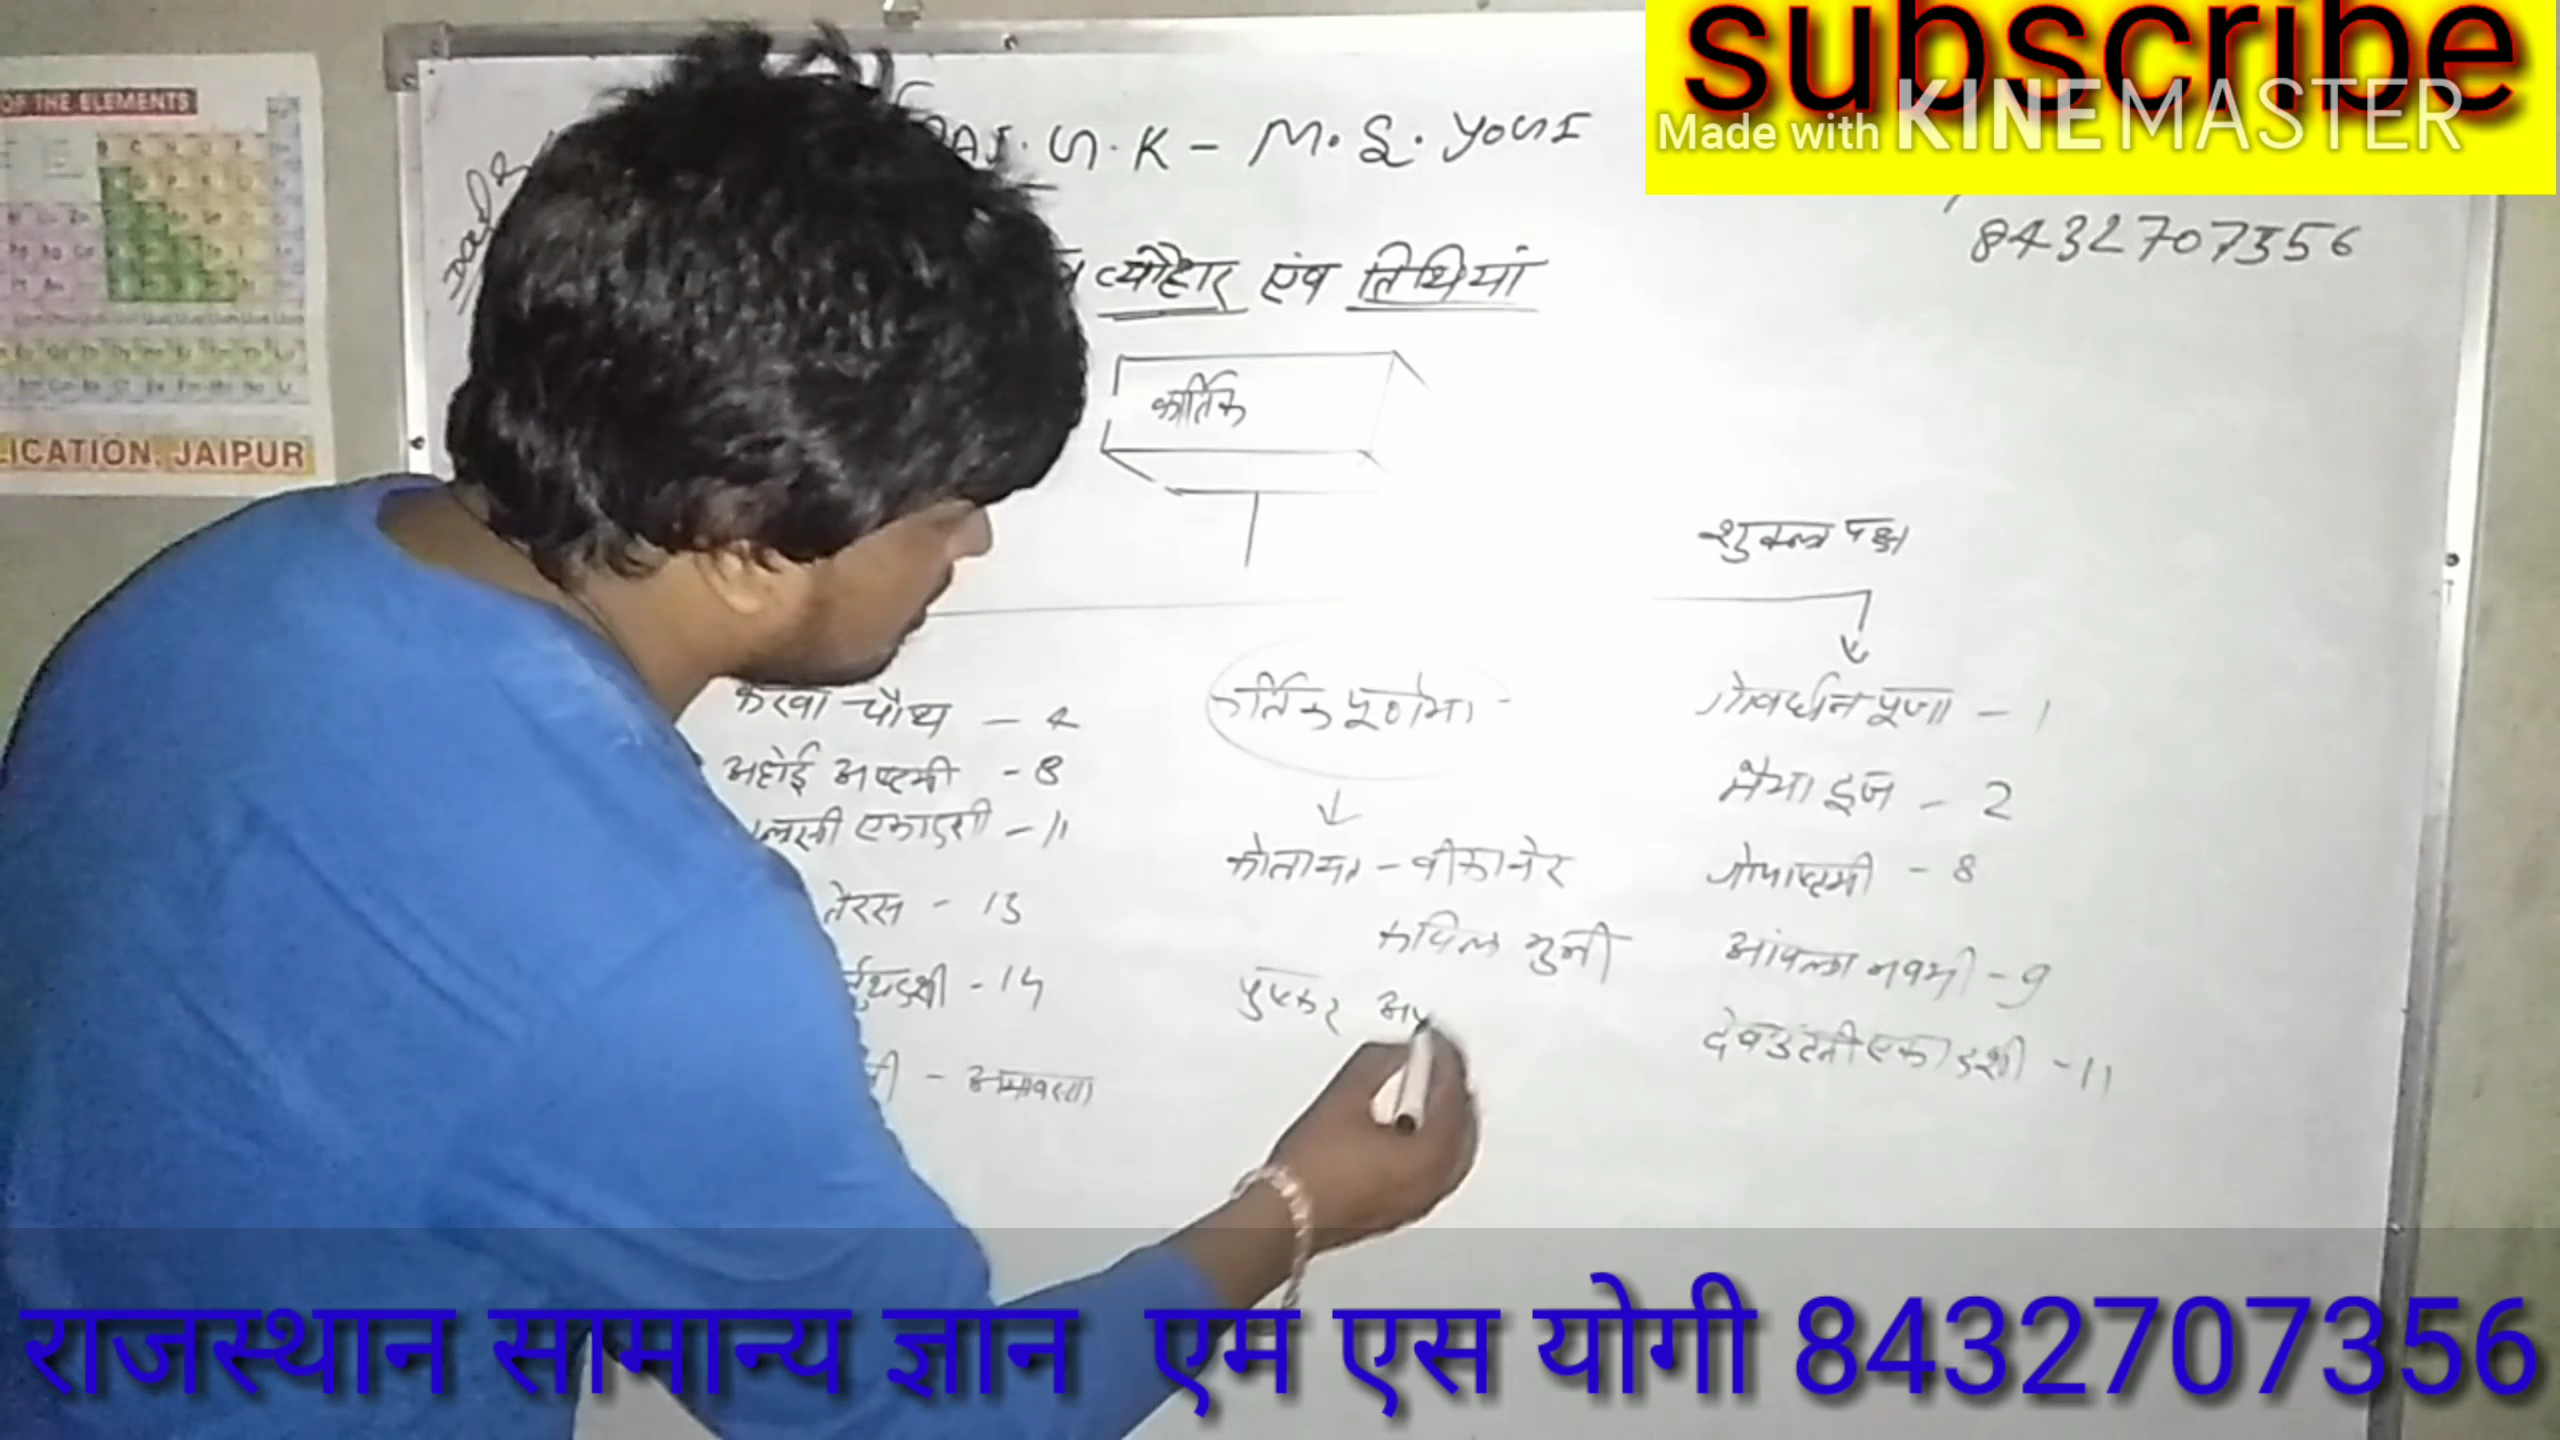 subscribe
Made with KINEMASTER
OF THE ELEMENTS
LICATION, JAIPUR
RAJ. G. K - M. S. YOGI
8432707356
त्यौहार एंव तिथियां
कार्तिक
शुक्ल पक्ष
करवा चौथ - 4
अहोई अष्टमी - 8
एकादशी - 11
तेरस - 13
- 14
- अमावस्या
कार्तिक पूर्णिमा
कोलायत - बीकानेर
कपिल मुनी
पुष्कर
गोवर्धन पूजा - 1
भैया दूज - 2
गोपाष्टमी - 8
आंवला नवमी - 9
देवउठनी एकादशी - 11
राजस्थान सामान्य ज्ञान एम एस योगी 8432707356